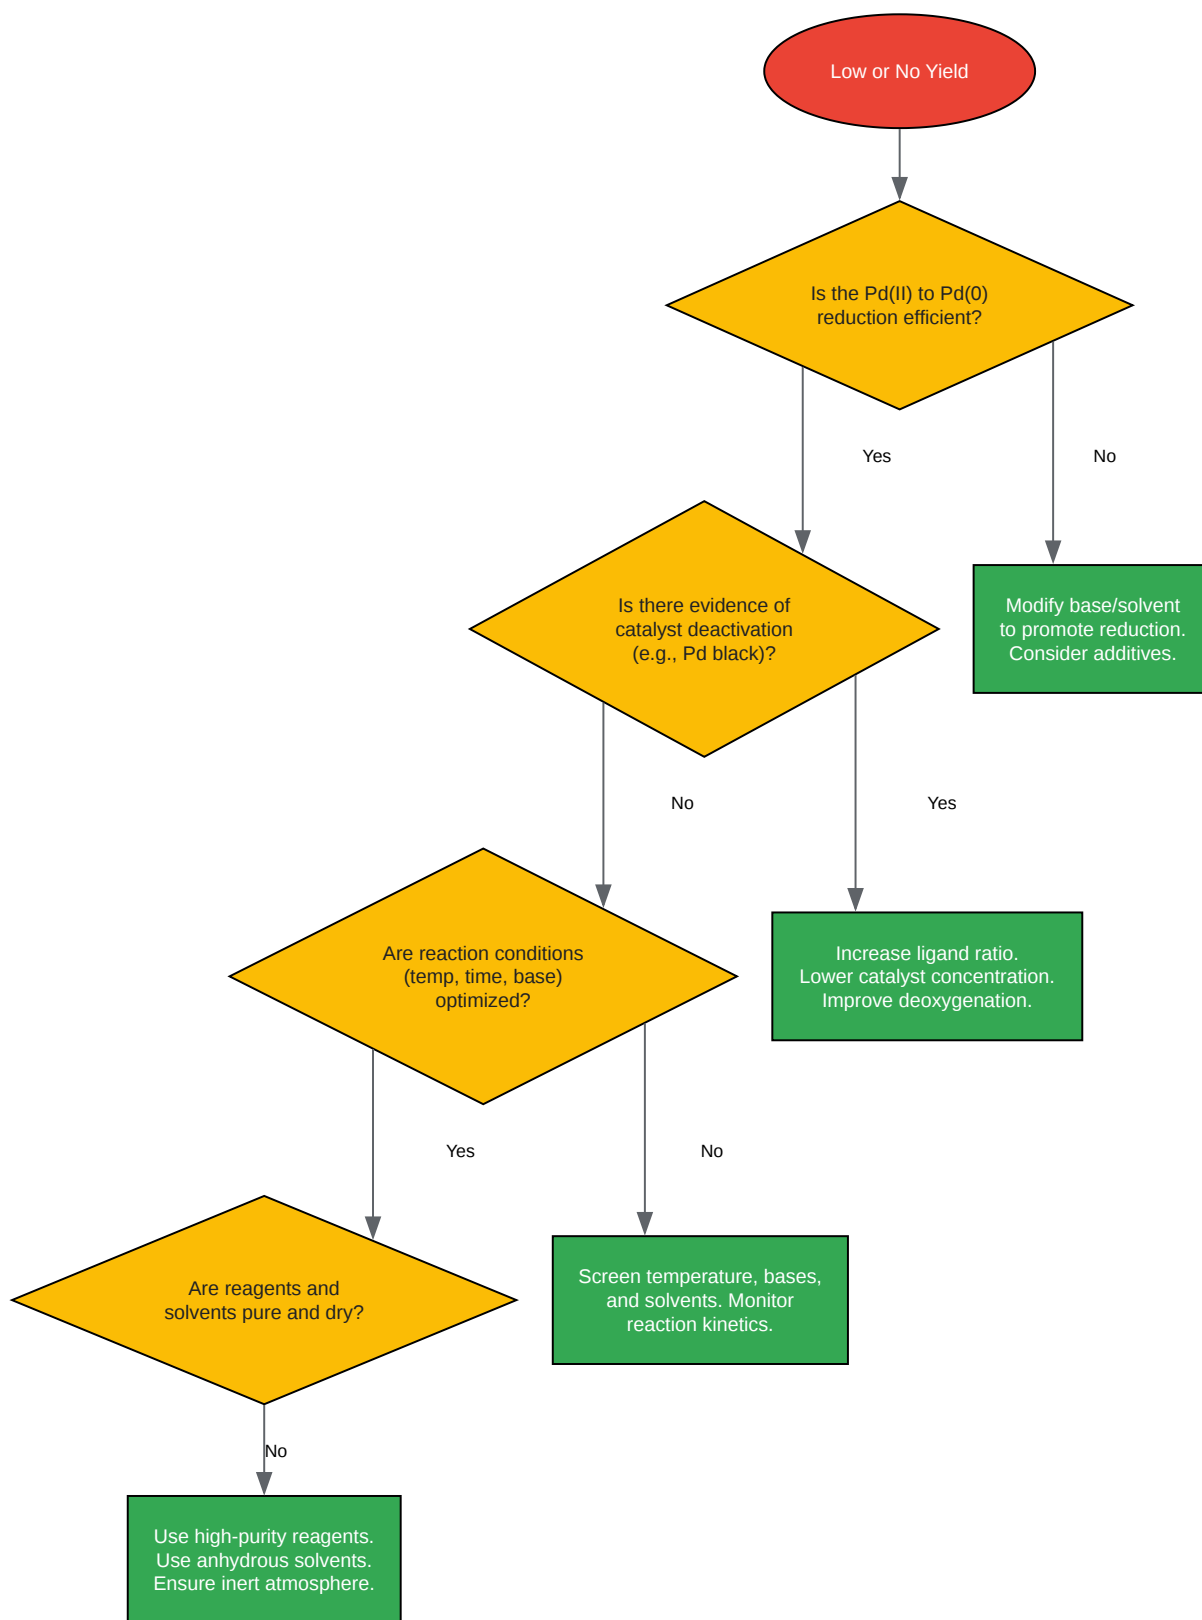 Low or No Yield
Is the Pd(II) to Pd(0)
reduction efficient?
Yes
No
Is there evidence of
catalyst deactivation
(e.g., Pd black)?
Modify base/solvent
to promote reduction.
Consider additives.
No
Yes
Are reaction conditions
(temp, time, base)
optimized?
Increase ligand ratio.
Lower catalyst concentration.
Improve deoxygenation.
Yes
No
Are reagents and
solvents pure and dry?
Screen temperature, bases,
and solvents. Monitor
reaction kinetics.
No
Use high-purity reagents.
Use anhydrous solvents.
Ensure inert atmosphere.